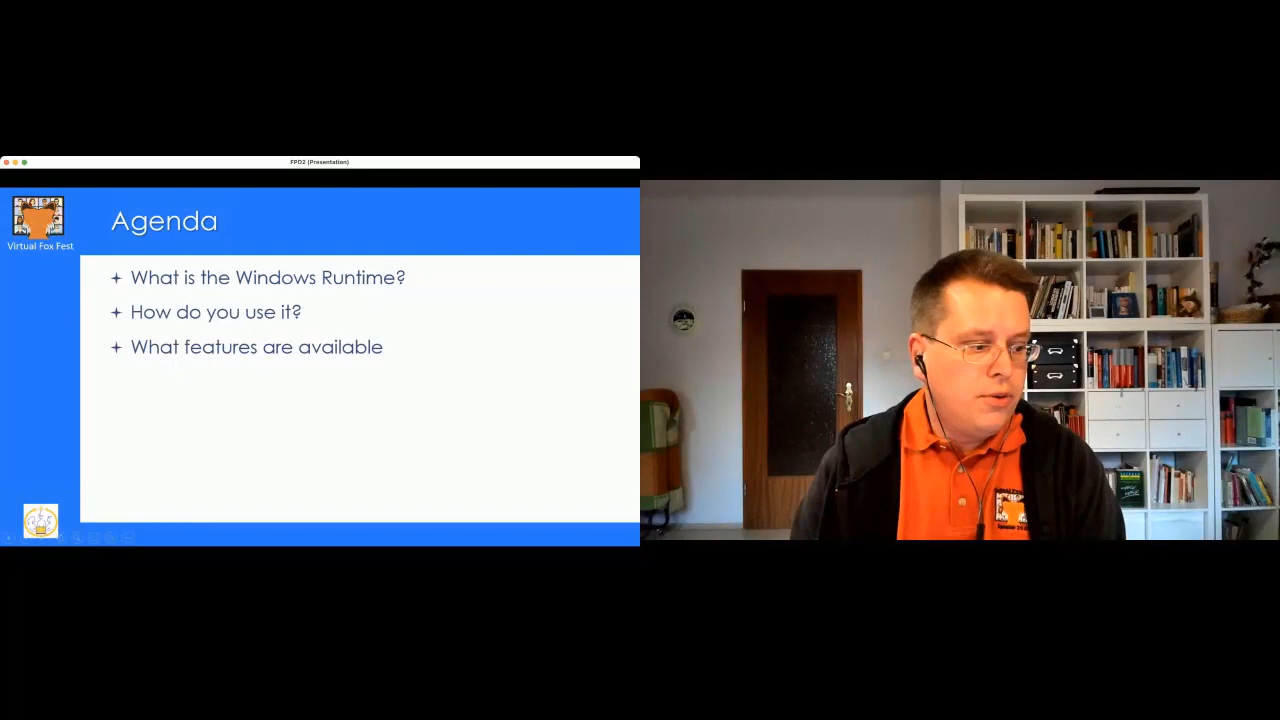 FPD2 (Presentation)
Virtual Fox Fest
Agenda
What is the Windows Runtime?
How do you use it?
What features are available